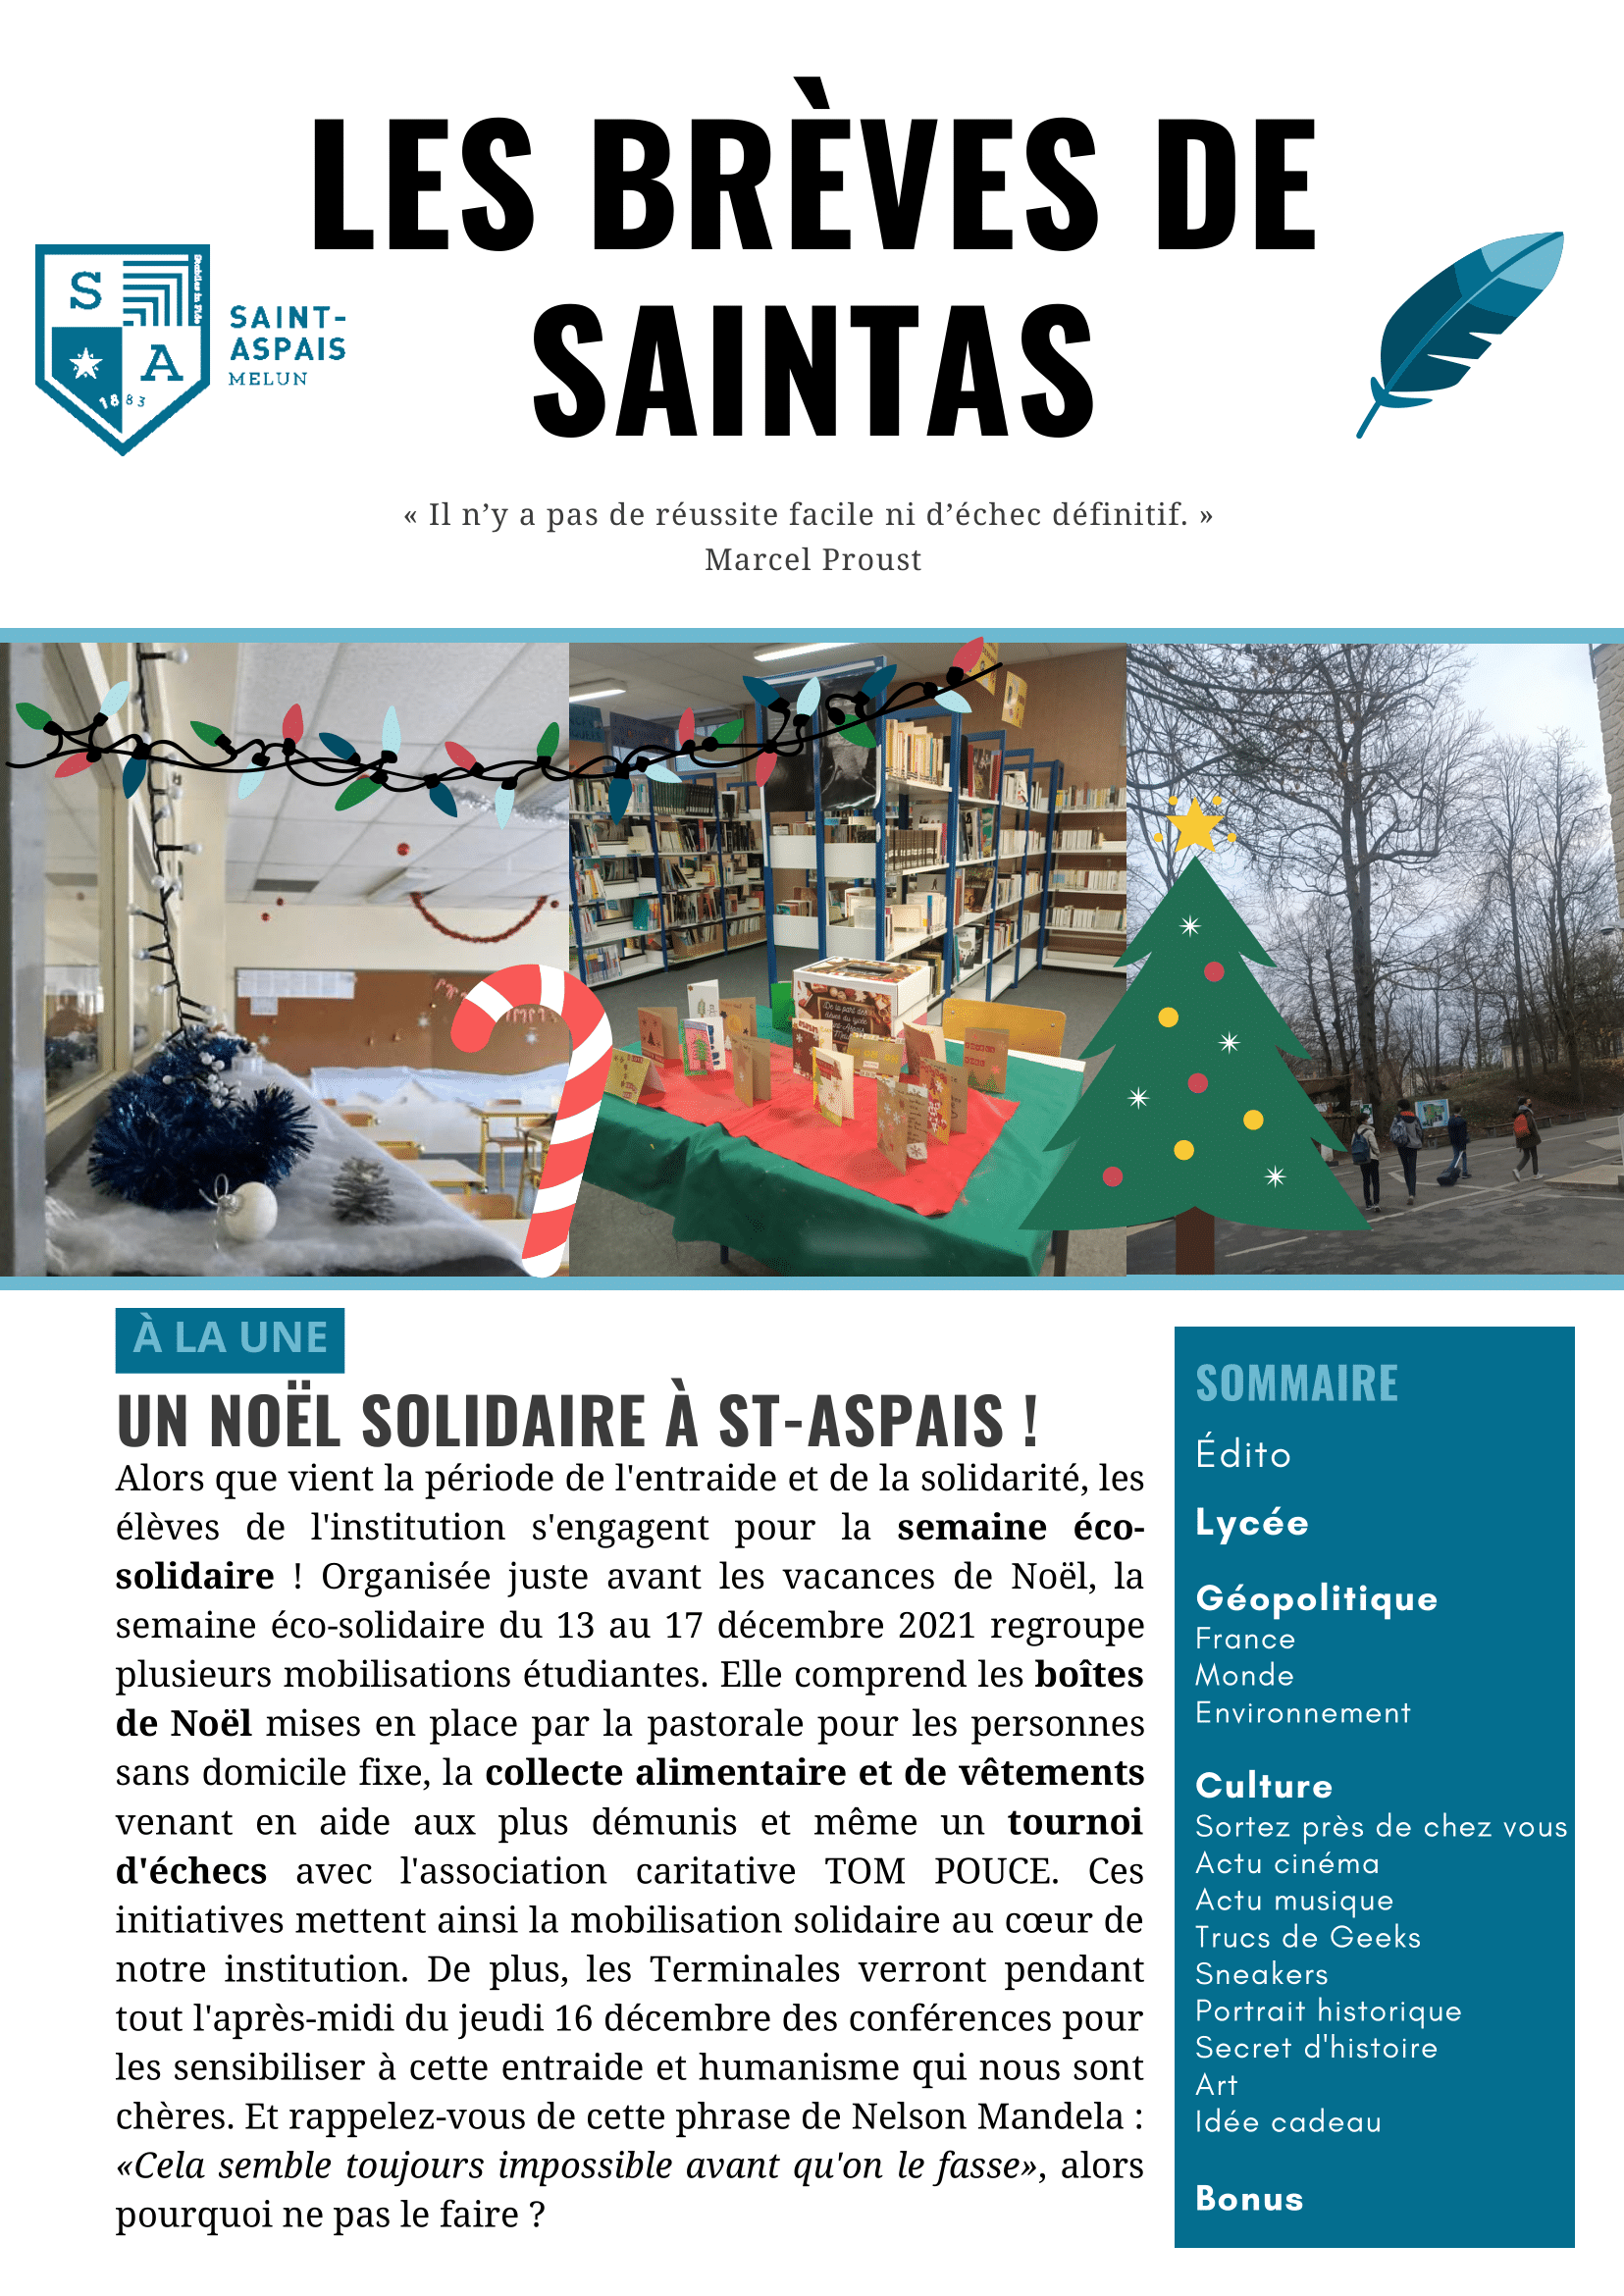 LES BRÈVES DE
SAINTAS
S
A
1883
SAINT-
ASPAIS
MELUN
« Il n’y a pas de réussite facile ni d’échec définitif. »
Marcel Proust
À LA UNE
UN NOËL SOLIDAIRE À ST-ASPAIS !
Alors que vient la période de l'entraide et de la solidarité, les
élèves de l'institution s'engagent pour la semaine éco-
solidaire ! Organisée juste avant les vacances de Noël, la
semaine éco-solidaire du 13 au 17 décembre 2021 regroupe
plusieurs mobilisations étudiantes. Elle comprend les boîtes
de Noël mises en place par la pastorale pour les personnes
sans domicile fixe, la collecte alimentaire et de vêtements
venant en aide aux plus démunis et même un tournoi
d'échecs avec l'association caritative TOM POUCE. Ces
initiatives mettent ainsi la mobilisation solidaire au cœur de
notre institution. De plus, les Terminales verront pendant
tout l'après-midi du jeudi 16 décembre des conférences pour
les sensibiliser à cette entraide et humanisme qui nous sont
chères. Et rappelez-vous de cette phrase de Nelson Mandela :
«Cela semble toujours impossible avant qu'on le fasse», alors
pourquoi ne pas le faire ?
SOMMAIRE
Édito
Lycée
Géopolitique
France
Monde
Environnement
Culture
Sortez près de chez vous
Actu cinéma
Actu musique
Trucs de Geeks
Sneakers
Portrait historique
Secret d'histoire
Art
Idée cadeau
Bonus